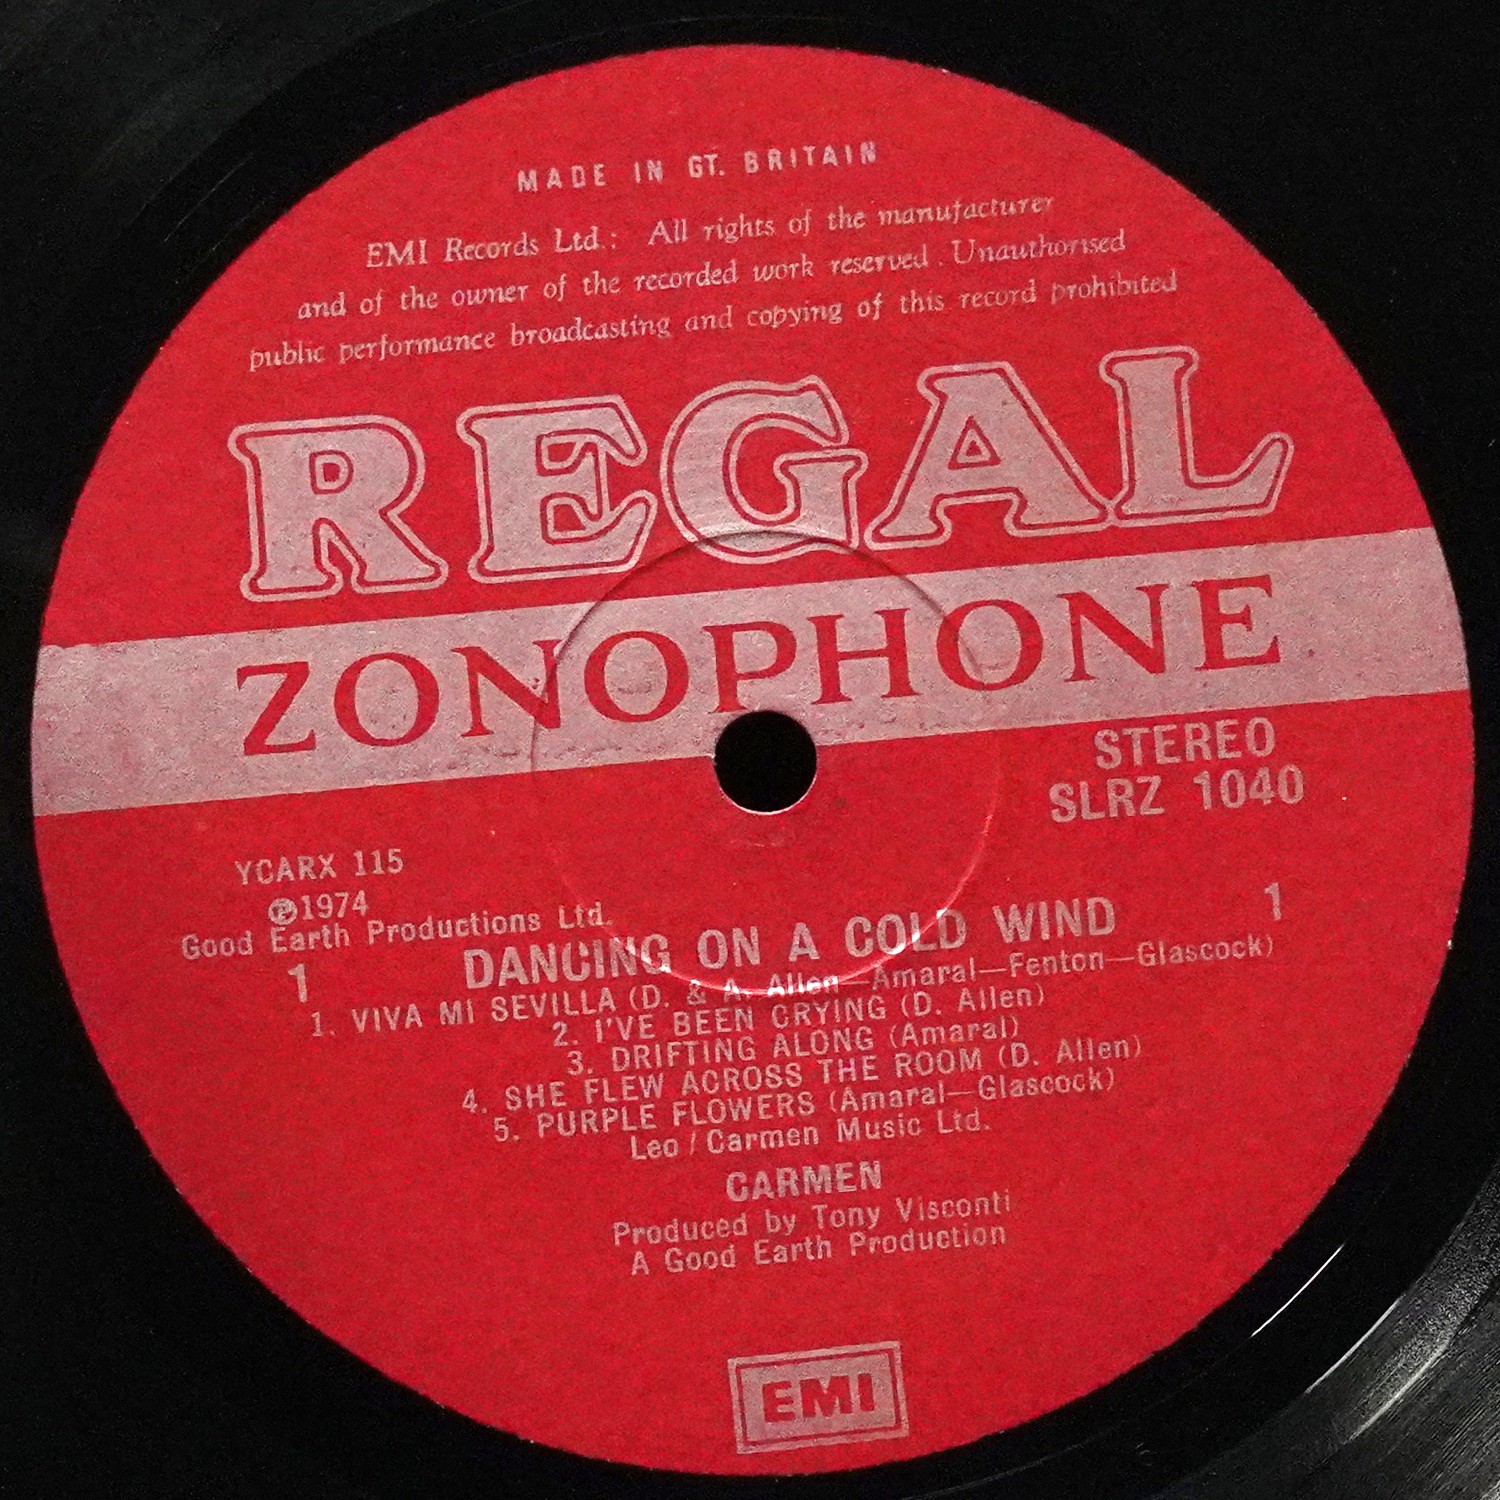 MADE IN GT. BRITAIN
EMI Records Ltd.: All rights of the manufacturer
and of the owner of the recorded work reserved. Unauthorised
public performance broadcasting and copying of this record prohibited
REGAL
ZONOPHONE
STEREO
SLRZ 1040
YCARX 115
℗1974
Good Earth Productions Ltd.
1
1
DANCING ON A COLD WIND
1. VIVA MI SEVILLA (D. & A. Allen—Amaral—Fenton—Glascock)
2. I'VE BEEN CRYING (D. Allen)
3. DRIFTING ALONG (Amaral)
4. SHE FLEW ACROSS THE ROOM (D. Allen)
5. PURPLE FLOWERS (Amaral—Glascock)
Leo / Carmen Music Ltd.
CARMEN
Produced by Tony Visconti
A Good Earth Production
EMI